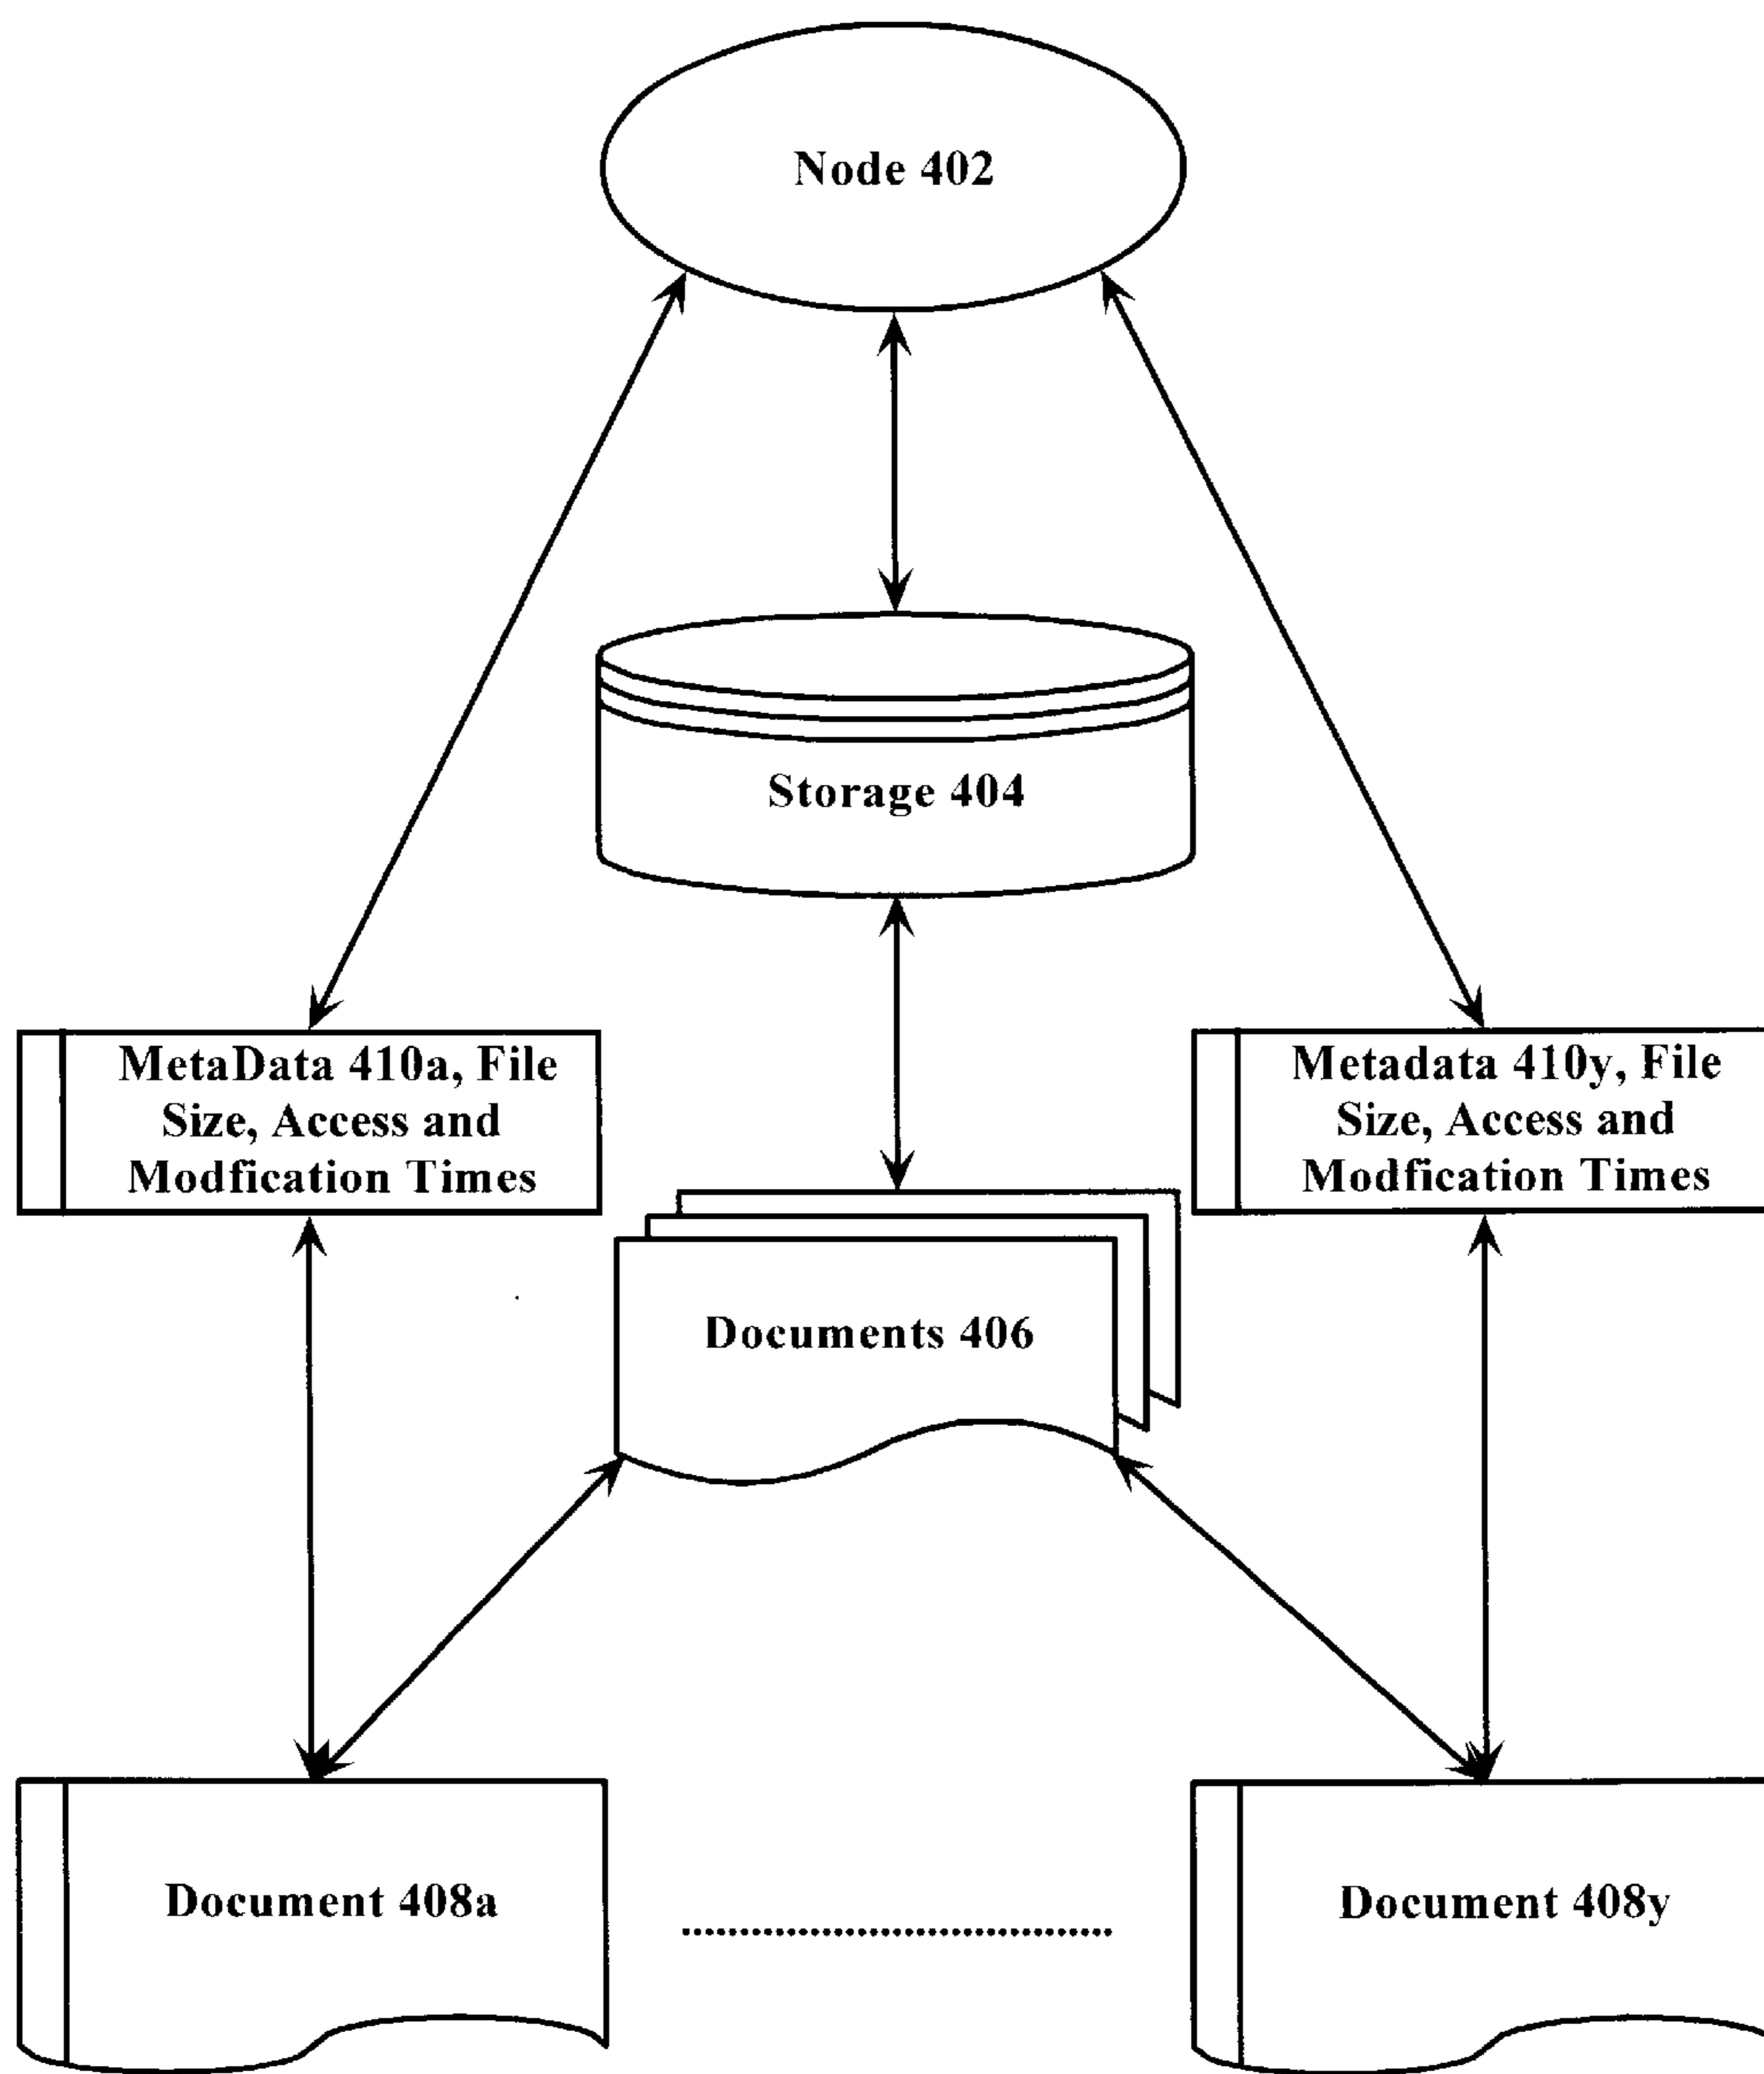 Node 402
Storage 404
MetaData 410a, File
Size, Access and
Modfication Times
Metadata 410y, File
Size, Access and
Modfication Times
Documents 406
Document 408a
Document 408y